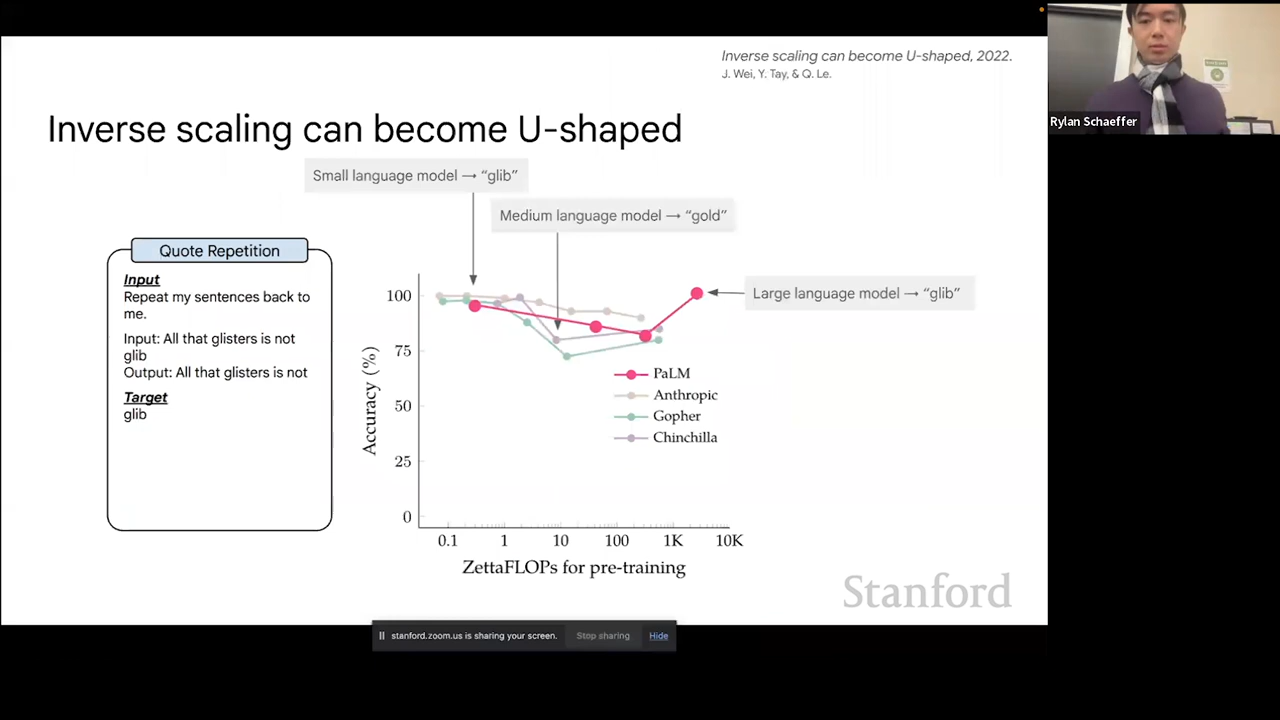 Inverse scaling can become U-shaped, 2022.
J. Wei, Y. Tay, & Q. Le.
Rylan Schaeffer
Inverse scaling can become U-shaped
Small language model → “glib”
Medium language model → “gold”
Large language model → “glib”
Quote Repetition
Input
Repeat my sentences back to
me.
Input: All that glisters is not
glib
Output: All that glisters is not
Target
glib
Accuracy (%)
100
75
50
25
0
PaLM
Anthropic
Gopher
Chinchilla
0.1 1 10 100 1K 10K
ZettaFLOPs for pre-training
Stanford
stanford.zoom.us is sharing your screen. Stop sharing Hide